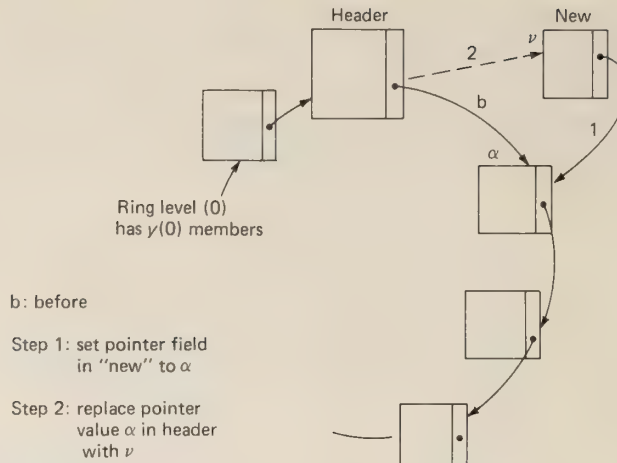 Header
New
ν
2
b
1
α
Ring level (0)
has y(0) members
b: before
Step 1: set pointer field
in "new" to α
Step 2: replace pointer
value α in header
with ν